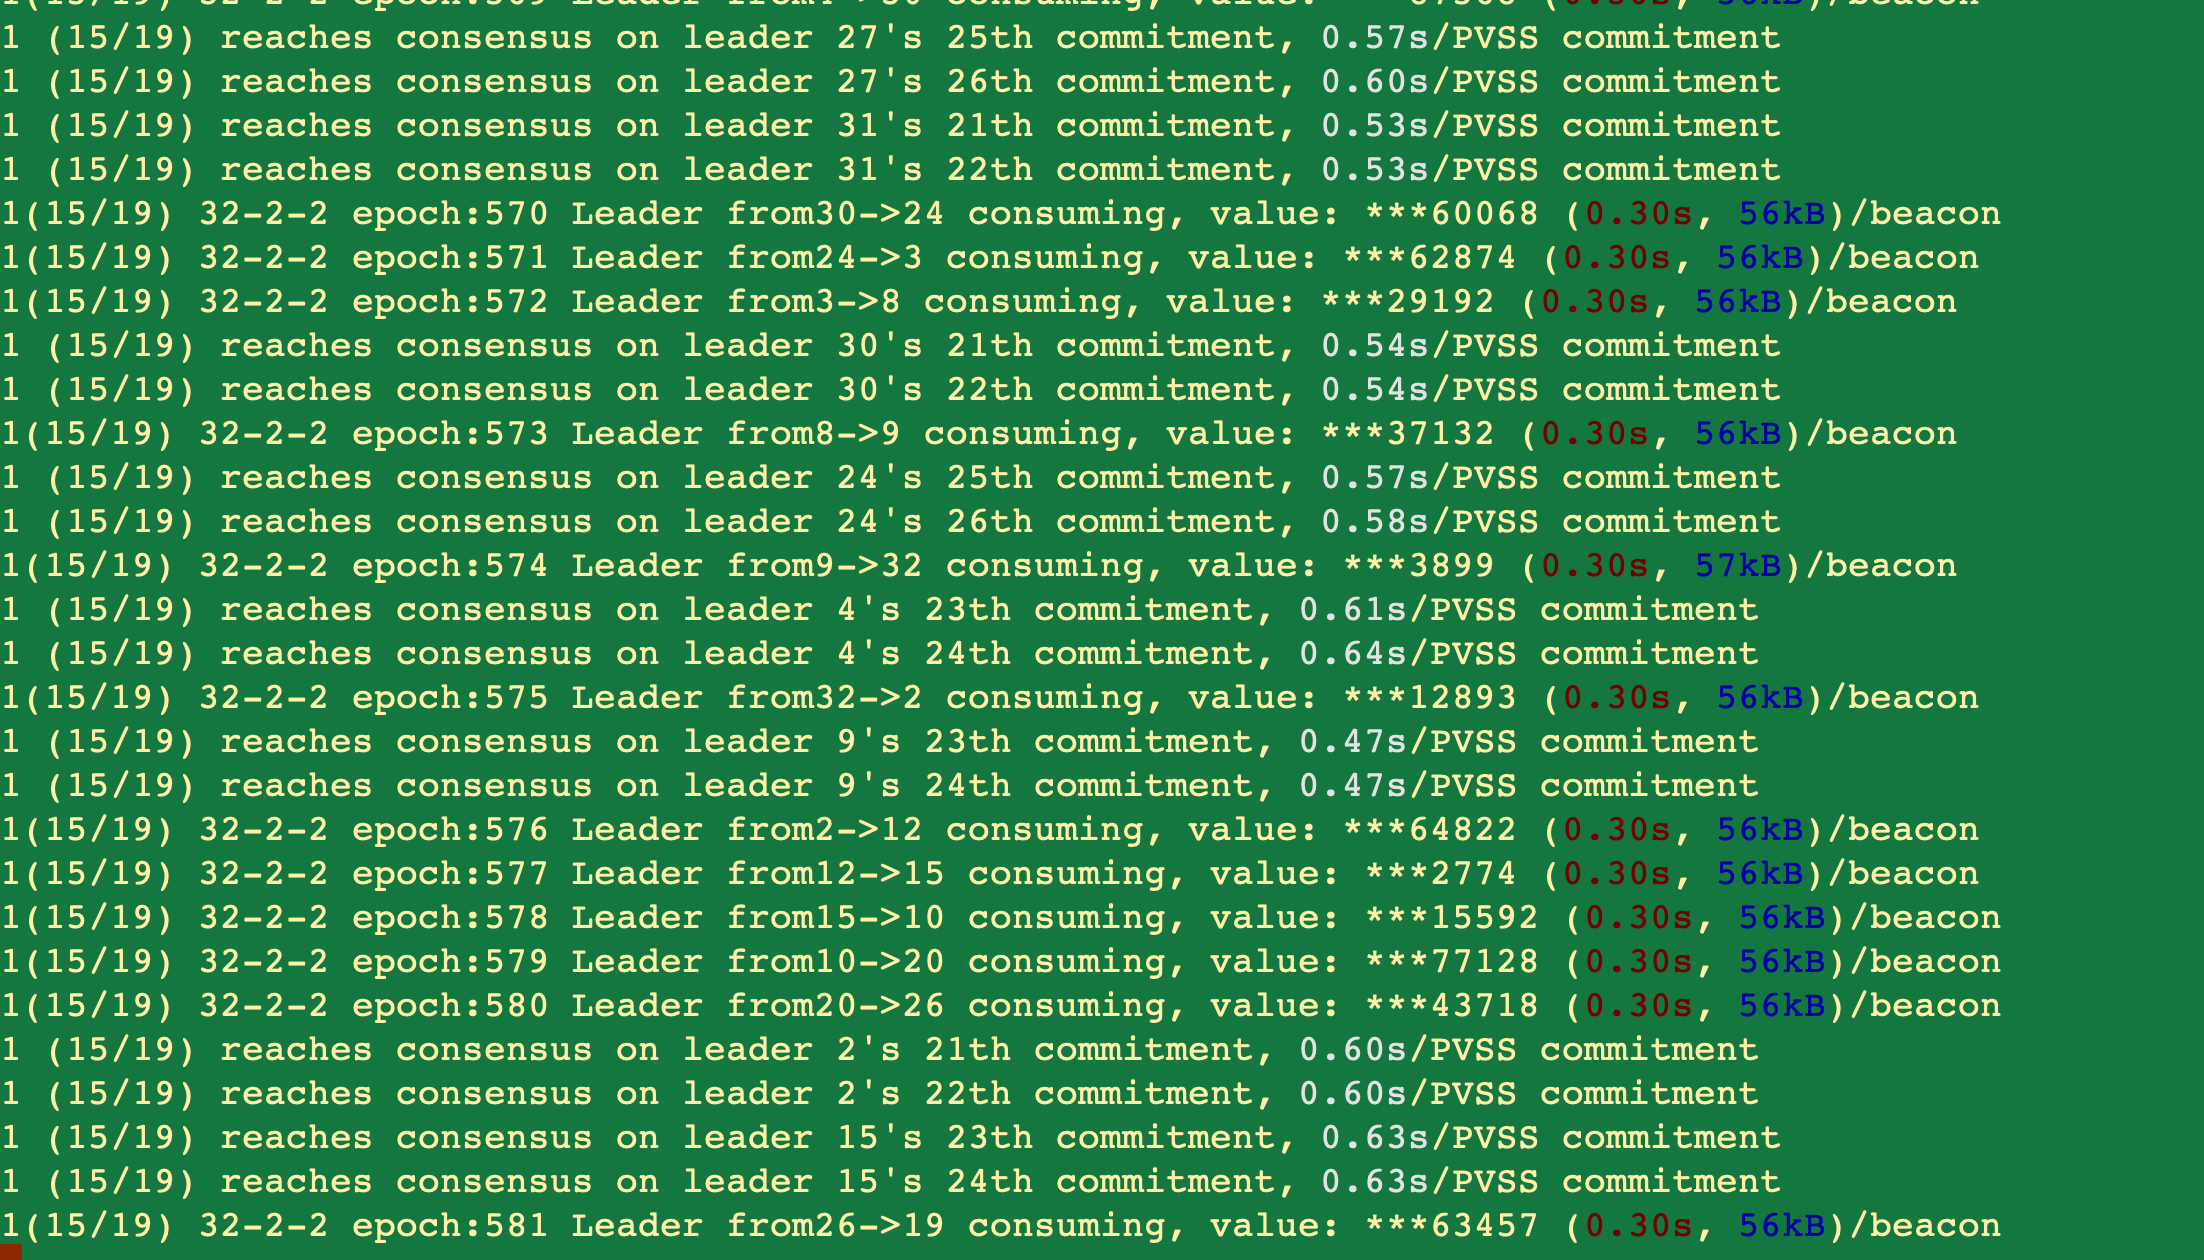 1 (15/19) reaches consensus on leader 27's 25th commitment, 0.57s/PVSS commitment
1 (15/19) reaches consensus on leader 27's 26th commitment, 0.60s/PVSS commitment
1 (15/19) reaches consensus on leader 31's 21th commitment, 0.53s/PVSS commitment
1 (15/19) reaches consensus on leader 31's 22th commitment, 0.53s/PVSS commitment
1(15/19) 32-2-2 epoch:570 Leader from30->24 consuming, value: ***60068 (0.30s, 56kB)/beacon
1(15/19) 32-2-2 epoch:571 Leader from24->3 consuming, value: ***62874 (0.30s, 56kB)/beacon
1(15/19) 32-2-2 epoch:572 Leader from3->8 consuming, value: ***29192 (0.30s, 56kB)/beacon
1 (15/19) reaches consensus on leader 30's 21th commitment, 0.54s/PVSS commitment
1 (15/19) reaches consensus on leader 30's 22th commitment, 0.54s/PVSS commitment
1(15/19) 32-2-2 epoch:573 Leader from8->9 consuming, value: ***37132 (0.30s, 56kB)/beacon
1 (15/19) reaches consensus on leader 24's 25th commitment, 0.57s/PVSS commitment
1 (15/19) reaches consensus on leader 24's 26th commitment, 0.58s/PVSS commitment
1(15/19) 32-2-2 epoch:574 Leader from9->32 consuming, value: ***3899 (0.30s, 57kB)/beacon
1 (15/19) reaches consensus on leader 4's 23th commitment, 0.61s/PVSS commitment
1 (15/19) reaches consensus on leader 4's 24th commitment, 0.64s/PVSS commitment
1(15/19) 32-2-2 epoch:575 Leader from32->2 consuming, value: ***12893 (0.30s, 56kB)/beacon
1 (15/19) reaches consensus on leader 9's 23th commitment, 0.47s/PVSS commitment
1 (15/19) reaches consensus on leader 9's 24th commitment, 0.47s/PVSS commitment
1(15/19) 32-2-2 epoch:576 Leader from2->12 consuming, value: ***64822 (0.30s, 56kB)/beacon
1(15/19) 32-2-2 epoch:577 Leader from12->15 consuming, value: ***2774 (0.30s, 56kB)/beacon
1(15/19) 32-2-2 epoch:578 Leader from15->10 consuming, value: ***15592 (0.30s, 56kB)/beacon
1(15/19) 32-2-2 epoch:579 Leader from10->20 consuming, value: ***77128 (0.30s, 56kB)/beacon
1(15/19) 32-2-2 epoch:580 Leader from20->26 consuming, value: ***43718 (0.30s, 56kB)/beacon
1 (15/19) reaches consensus on leader 2's 21th commitment, 0.60s/PVSS commitment
1 (15/19) reaches consensus on leader 2's 22th commitment, 0.60s/PVSS commitment
1 (15/19) reaches consensus on leader 15's 23th commitment, 0.63s/PVSS commitment
1 (15/19) reaches consensus on leader 15's 24th commitment, 0.63s/PVSS commitment
1(15/19) 32-2-2 epoch:581 Leader from26->19 consuming, value: ***63457 (0.30s, 56kB)/beacon